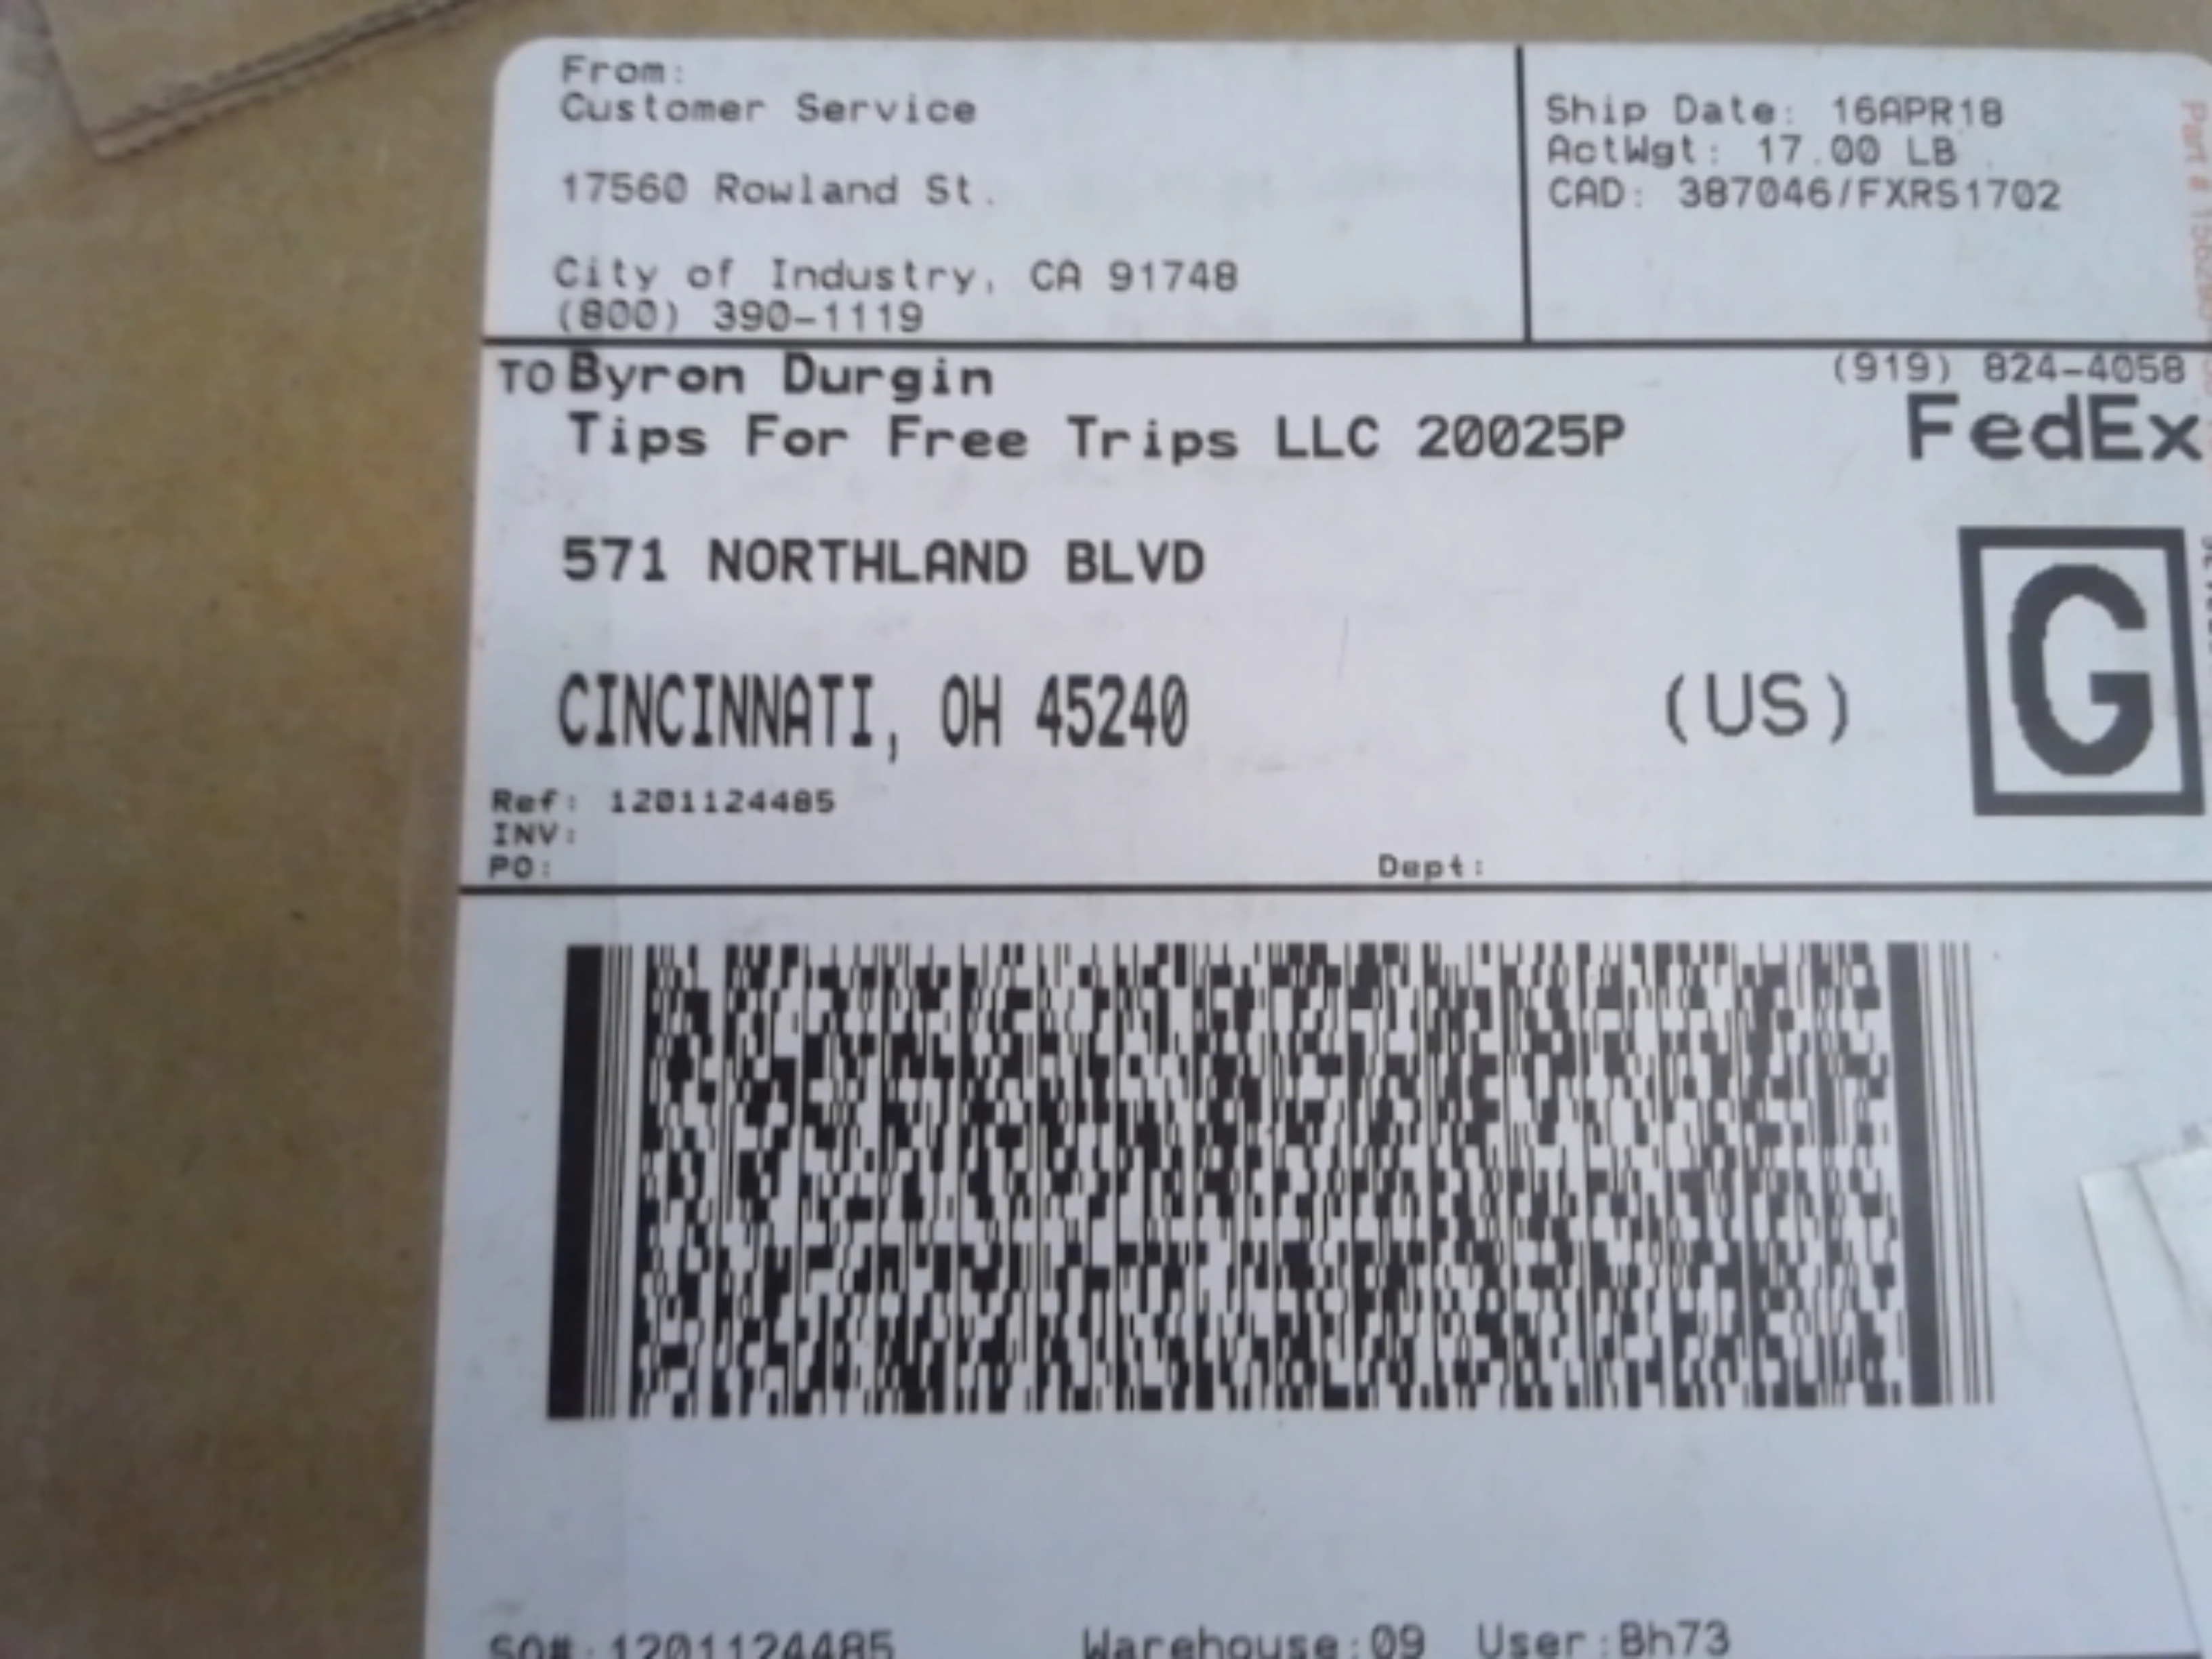 From:
Customer Service
17560 Rowland St.
City of Industry, CA 91748
(800) 390-1119
Ship Date: 16APR18
ActWgt: 17.00 LB
CAD: 387046/FXRS1702
Part #
TO Byron Durgin
(919) 824-4058
Tips For Free Trips LLC 20025P
FedEx
571 NORTHLAND BLVD
G
CINCINNATI, OH 45240
(US)
Ref: 1201124485
INV:
PO:
Dept:
SO#:1201124485 Warehouse:09 User:Bh73